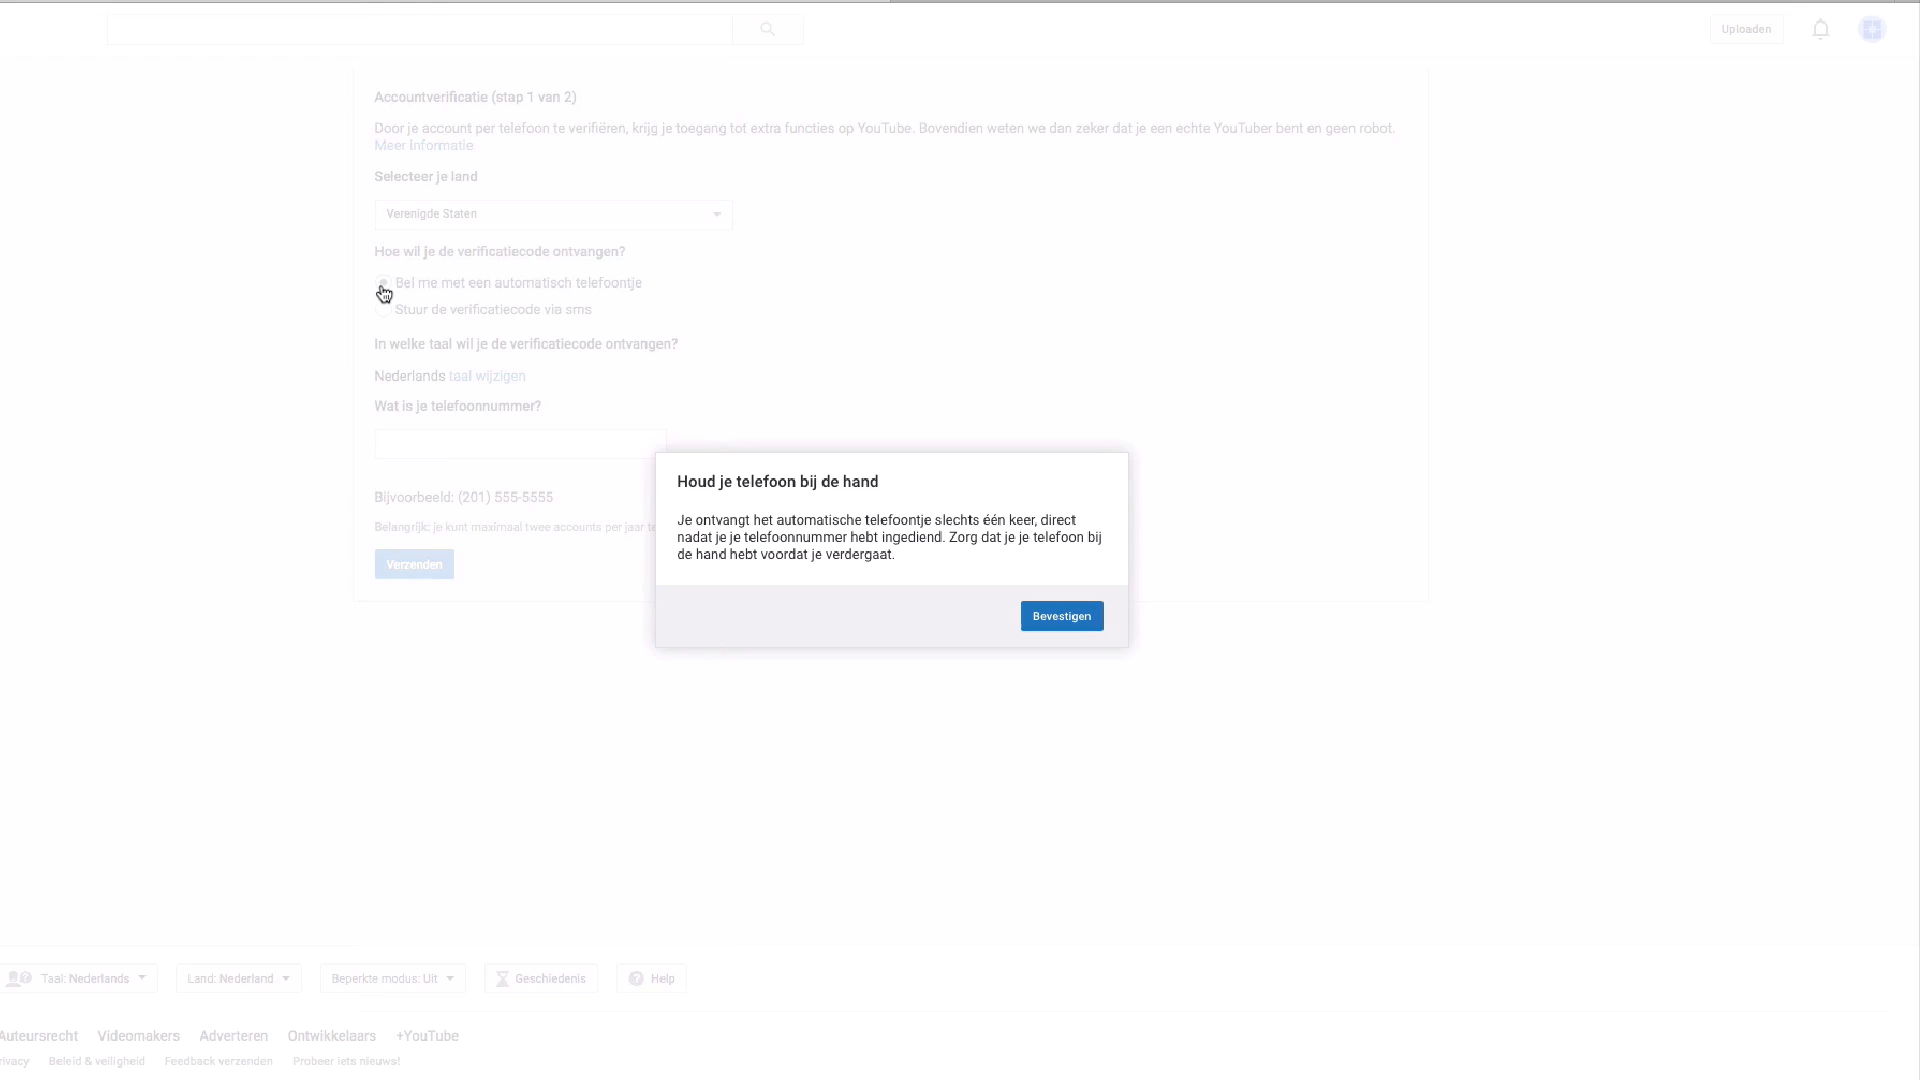 Uploaden
Accountverificatie (stap 1 van 2)
Door je account per telefoon te verifiëren, krijg je toegang tot extra functies op YouTube. Bovendien weten we dan zeker dat je een echte YouTuber bent en geen robot.
Meer informatie
Selecteer je land
Verenigde Staten
Hoe wil je de verificatiecode ontvangen?
Bel me met een automatisch telefoontje
Stuur de verificatiecode via sms
In welke taal wil je de verificatiecode ontvangen?
Nederlands taal wijzigen
Wat is je telefoonnummer?
Bijvoorbeeld: (201) 555-5555
Belangrijk: je kunt maximaal twee accounts per jaar
Verzenden
Houd je telefoon bij de hand
Je ontvangt het automatische telefoontje slechts één keer, direct
nadat je je telefoonnummer hebt ingediend. Zorg dat je je telefoon bij
de hand hebt voordat je verdergaat.
Bevestigen
Taal: Nederlands Land: Nederland Beperkte modus: Uit Geschiedenis Help
Auteursrecht Videomakers Adverteren Ontwikkelaars +YouTube
Beleid & veiligheid Feedback verzenden Probeer iets nieuws!